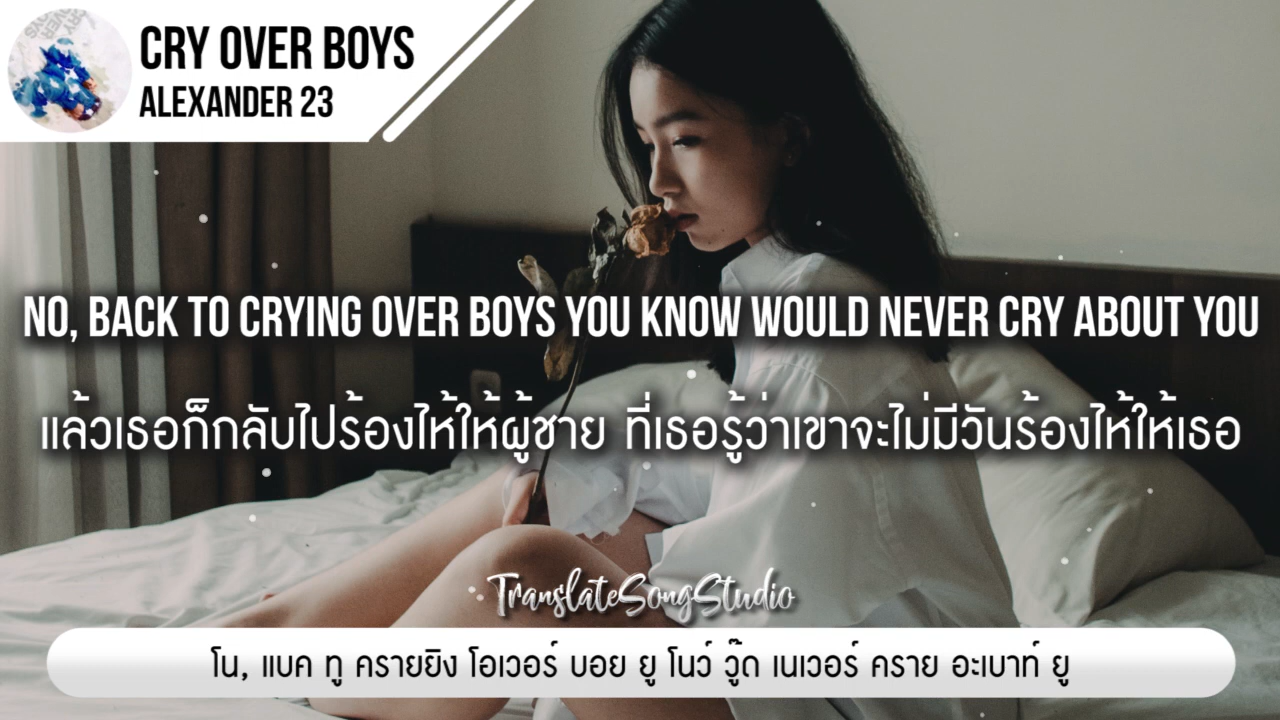 CRY OVER BOYS
ALEXANDER 23
NO, BACK TO CRYING OVER BOYS YOU KNOW WOULD NEVER CRY ABOUT YOU
แล้วเธอก็กลับไปร้องไห้ให้ผู้ชาย ที่เธอรู้ว่าเขาจะไม่มีวันร้องไห้ให้เธอ
TranslateSongStudio
โน, แบค ทู ครายยิง โอเวอร์ บอย ยู โนว์ วู๊ด เนเวอร์ คราย อะเบาท์ ยู